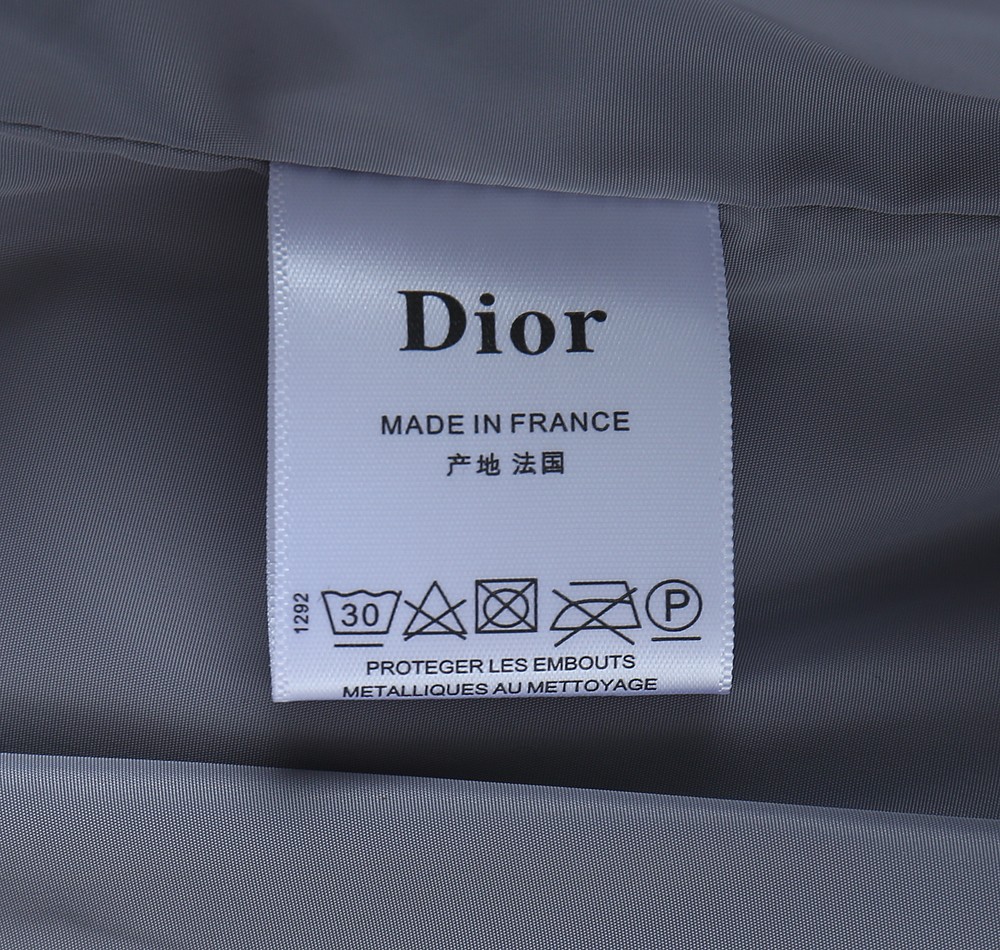 Dior
MADE IN FRANCE
产地 法国
1292
30
P
PROTEGER LES EMBOUTS
METALLIQUES AU METTOYAGE